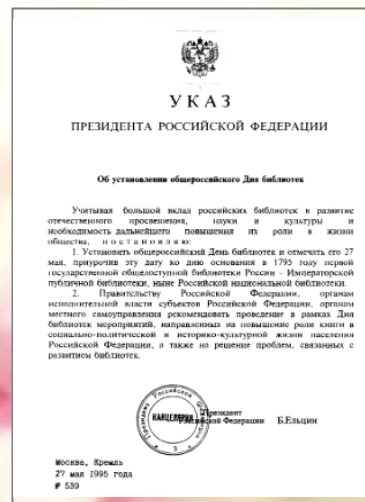 УКАЗ
ПРЕЗИДЕНТА РОССИЙСКОЙ ФЕДЕРАЦИИ
Об установлении общероссийского Дня библиотек
Учитывая большой вклад российских библиотек в развитие
отечественного просвещения, науки и культуры и
необходимость дальнейшего повышения их роли в жизни
общества, постановляю:
1. Установить общероссийский День библиотек и отмечать его 27
мая, приурочив эту дату ко дню основания в 1795 году первой
государственной общедоступной библиотеки России - Императорской
публичной библиотеки, ныне Российской национальной библиотеки.
2. Правительству Российской Федерации, органам
исполнительной власти субъектов Российской Федерации, органам
местного самоуправления рекомендовать проведение в рамках Дня
библиотек мероприятий, направленных на повышение роли книги в
социально-политической и историко-культурной жизни населения
Российской Федерации, а также на решение проблем, связанных с
развитием библиотек.
Президент Российской Федерации
КАНЦЕЛЯРИЯ
1
Президент
Российской Федерации Б.Ельцин
Москва, Кремль
27 мая 1995 года
№ 539